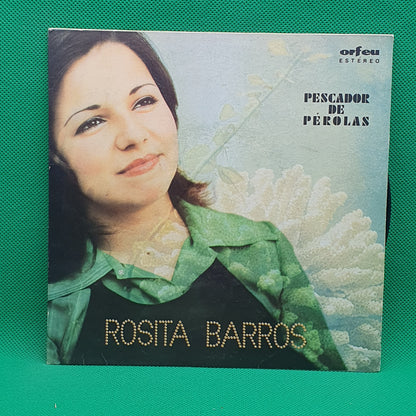 orfeu
ESTEREO
PESCADOR
DE
PÉROLAS
ROSITA BARROS